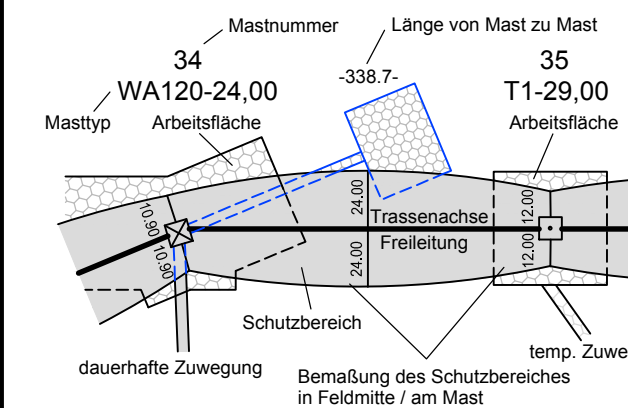 Mastnummer
Länge von Mast zu Mast
34
-338.7-
35
WA120-24,00
T1-29,00
Masttyp
Arbeitsfläche
Arbeitsfläche
10.90
10.90
24.00
24.00
12.00
12.00
Trassenachse
Freileitung
Schutzbereich
dauerhafte Zuwegung
temp. Zuwe
Bemaßung des Schutzbereiches
in Feldmitte / am Mast